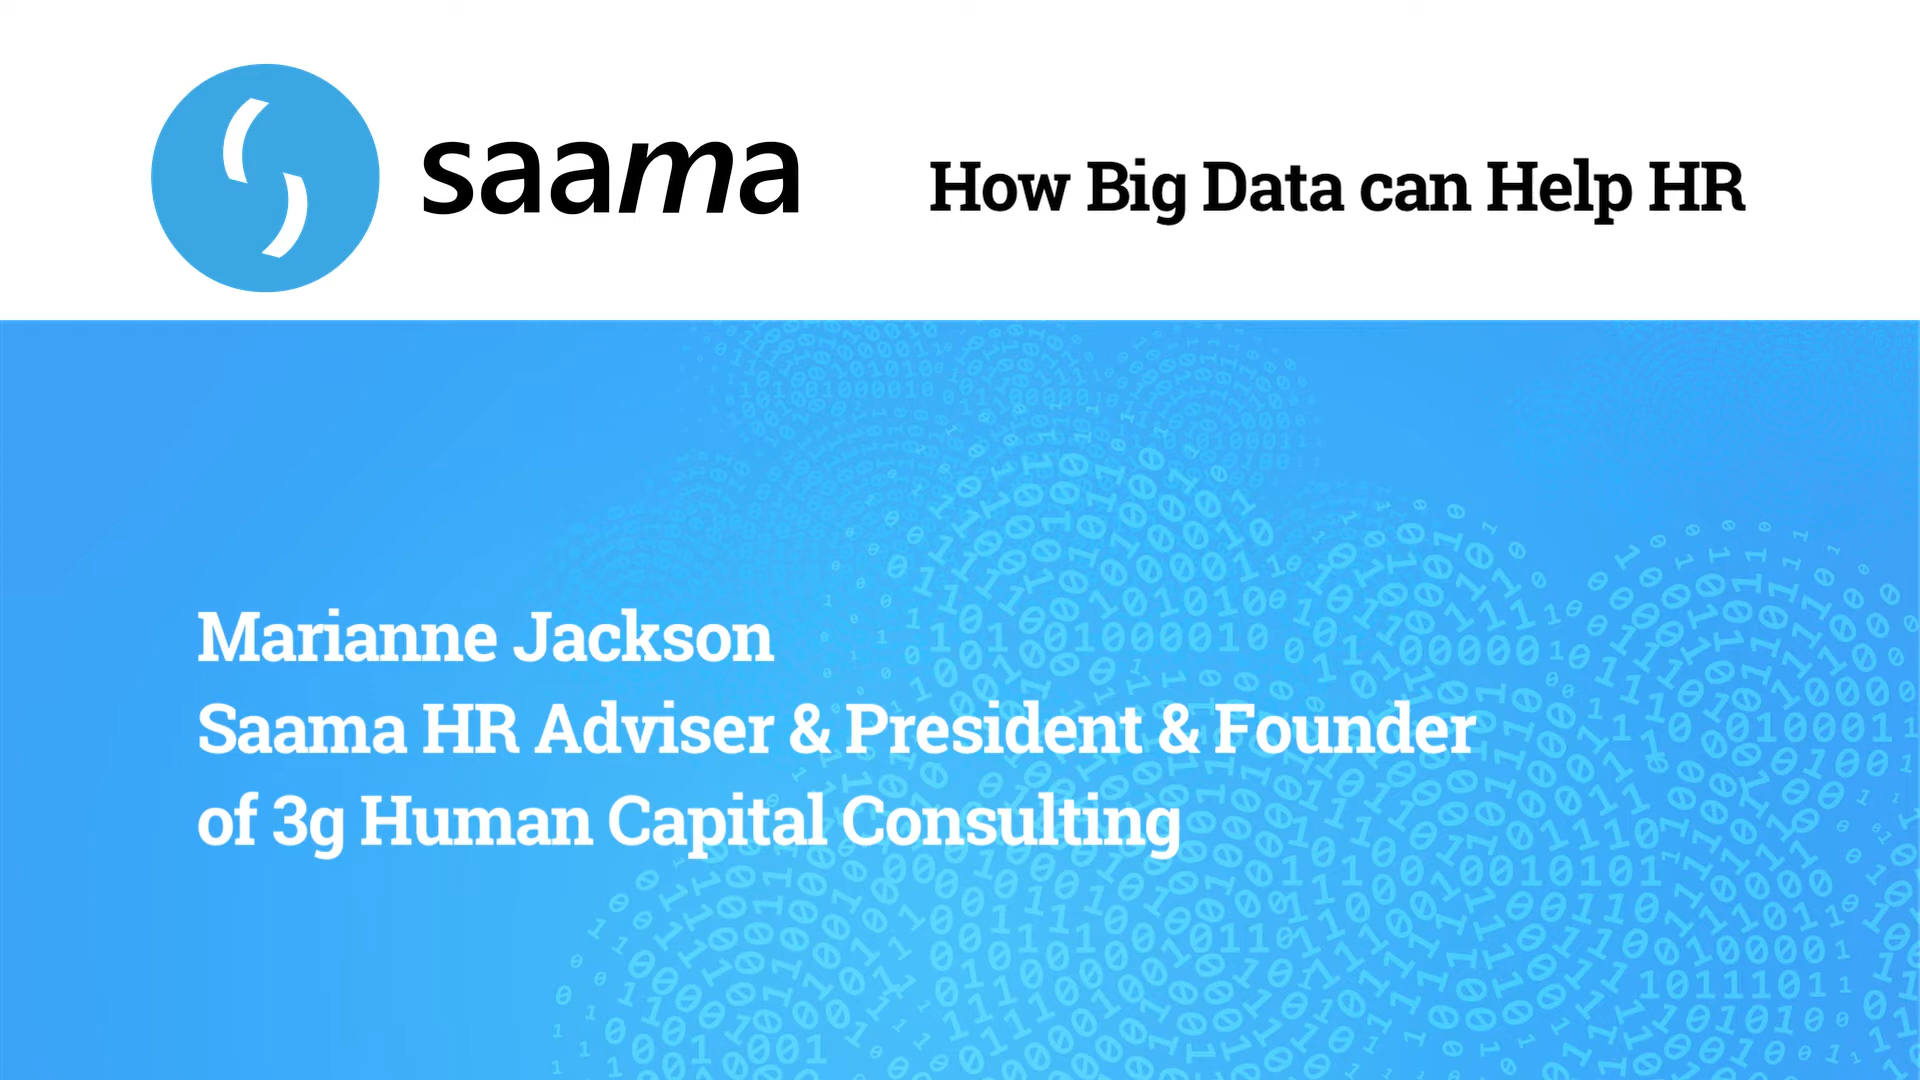 saama
How Big Data can Help HR
Marianne Jackson
Saama HR Adviser & President & Founder
of 3g Human Capital Consulting